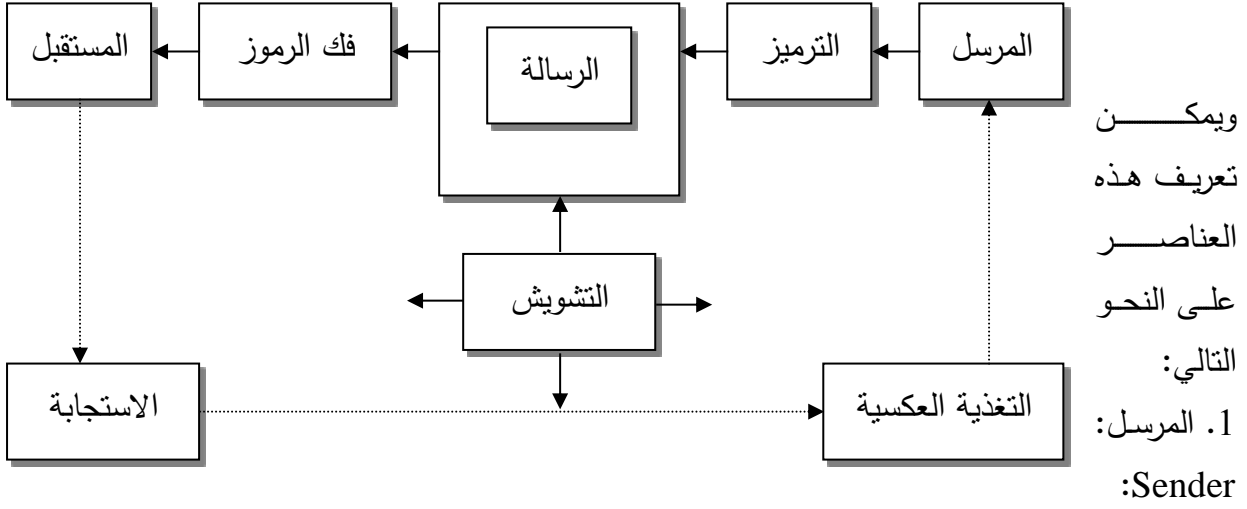 المرسل
الترميز
الرسالة
فك الرموز
المستقبل
التشويش
الاستجابة
التغذية العكسية
ويمكن
تعريف هذه
العناصر
على النحو
التالي:
1. المرسل:
Sender: